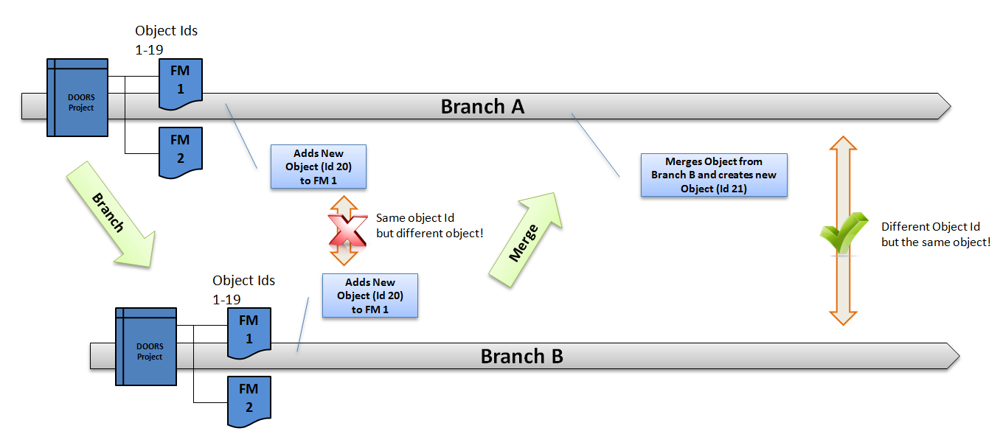 Object Ids
1-19
DOORS
Project
FM
1
FM
2
Branch A
Adds New
Object (Id 20)
to FM 1
Merges Object from
Branch B and creates new
Object (Id 21)
Branch
Same object Id
but different object!
Merge
Different Object Id
but the same object!
Object Ids
1-19
Adds New
Object (Id 20)
to FM 1
DOORS
Project
FM
1
FM
2
Branch B